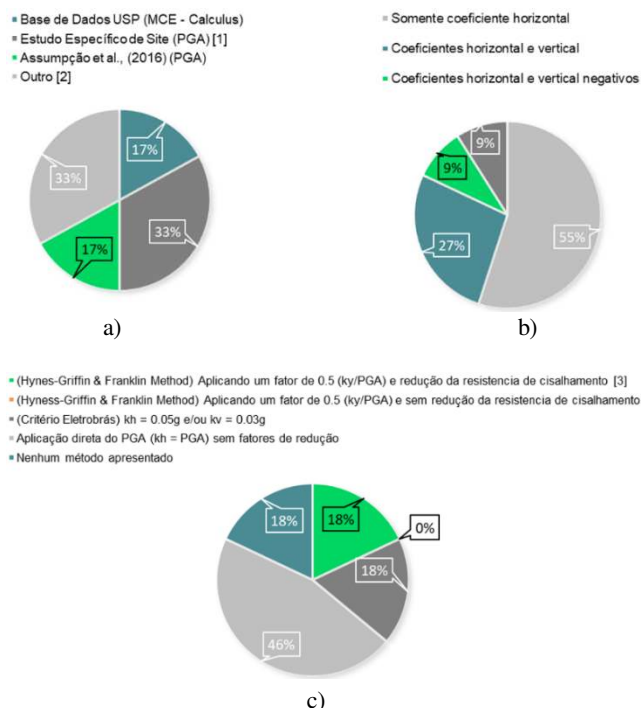 Base de Dados USP (MCE - Calculus)
Estudo Específico de Site (PGA) [1]
Assumpção et al., (2016) (PGA)
Outro [2]
17%
33%
17%
33%
a)
Somente coeficiente horizontal
Coeficientes horizontal e vertical
Coeficientes horizontal e vertical negativos
9%
9%
27%
55%
b)
(Hynes-Griffin & Franklin Method) Aplicando um fator de 0.5 (ky/PGA) e redução da resistencia de cisalhamento [3]
(Hyness-Griffin & Franklin Method) Aplicando um fator de 0.5 (ky/PGA) e sem redução da resistencia de cisalhamento
(Critério Eletrobrás) kh = 0.05g e/ou kv = 0.03g
Aplicação direta do PGA (kh = PGA) sem fatores de redução
Nenhum método apresentado
18%
18%
0%
18%
46%
c)